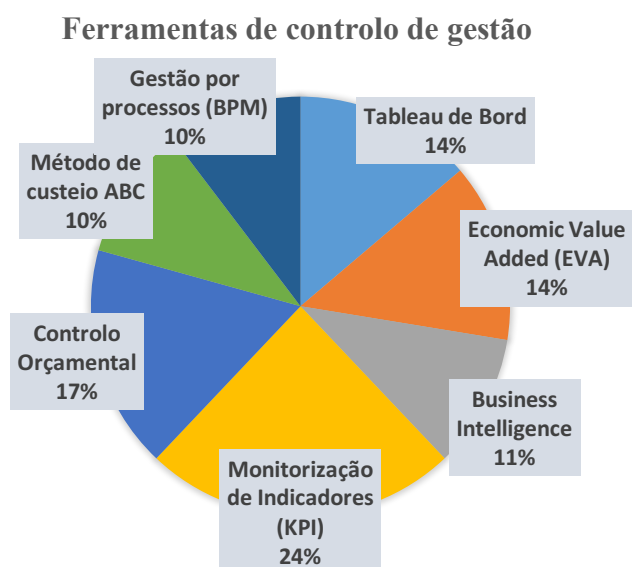 Ferramentas de controlo de gestão
Gestão por
processos (BPM)
10%
Tableau de Bord
14%
Método de
custeio ABC
10%
Economic Value
Added (EVA)
14%
Controlo
Orçamental
17%
Business
Intelligence
11%
Monitorização
de Indicadores
(KPI)
24%